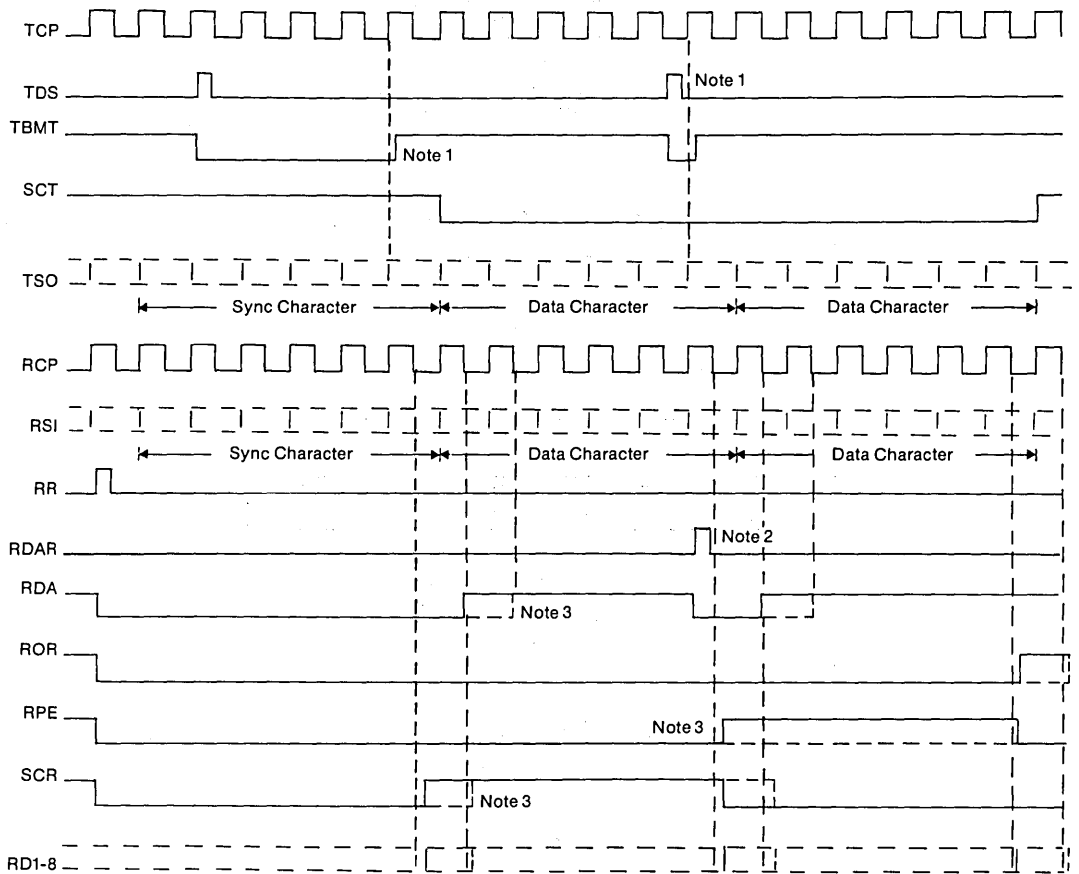 TCP
TDS
Note 1
TBMT
Note 1
SCT
TSO
Sync Character
Data Character
Data Character
RCP
RSI
Sync Character
Data Character
Data Character
RR
RDAR
Note 2
RDA
Note 3
ROR
RPE
Note 3
SCR
Note 3
RD1-8